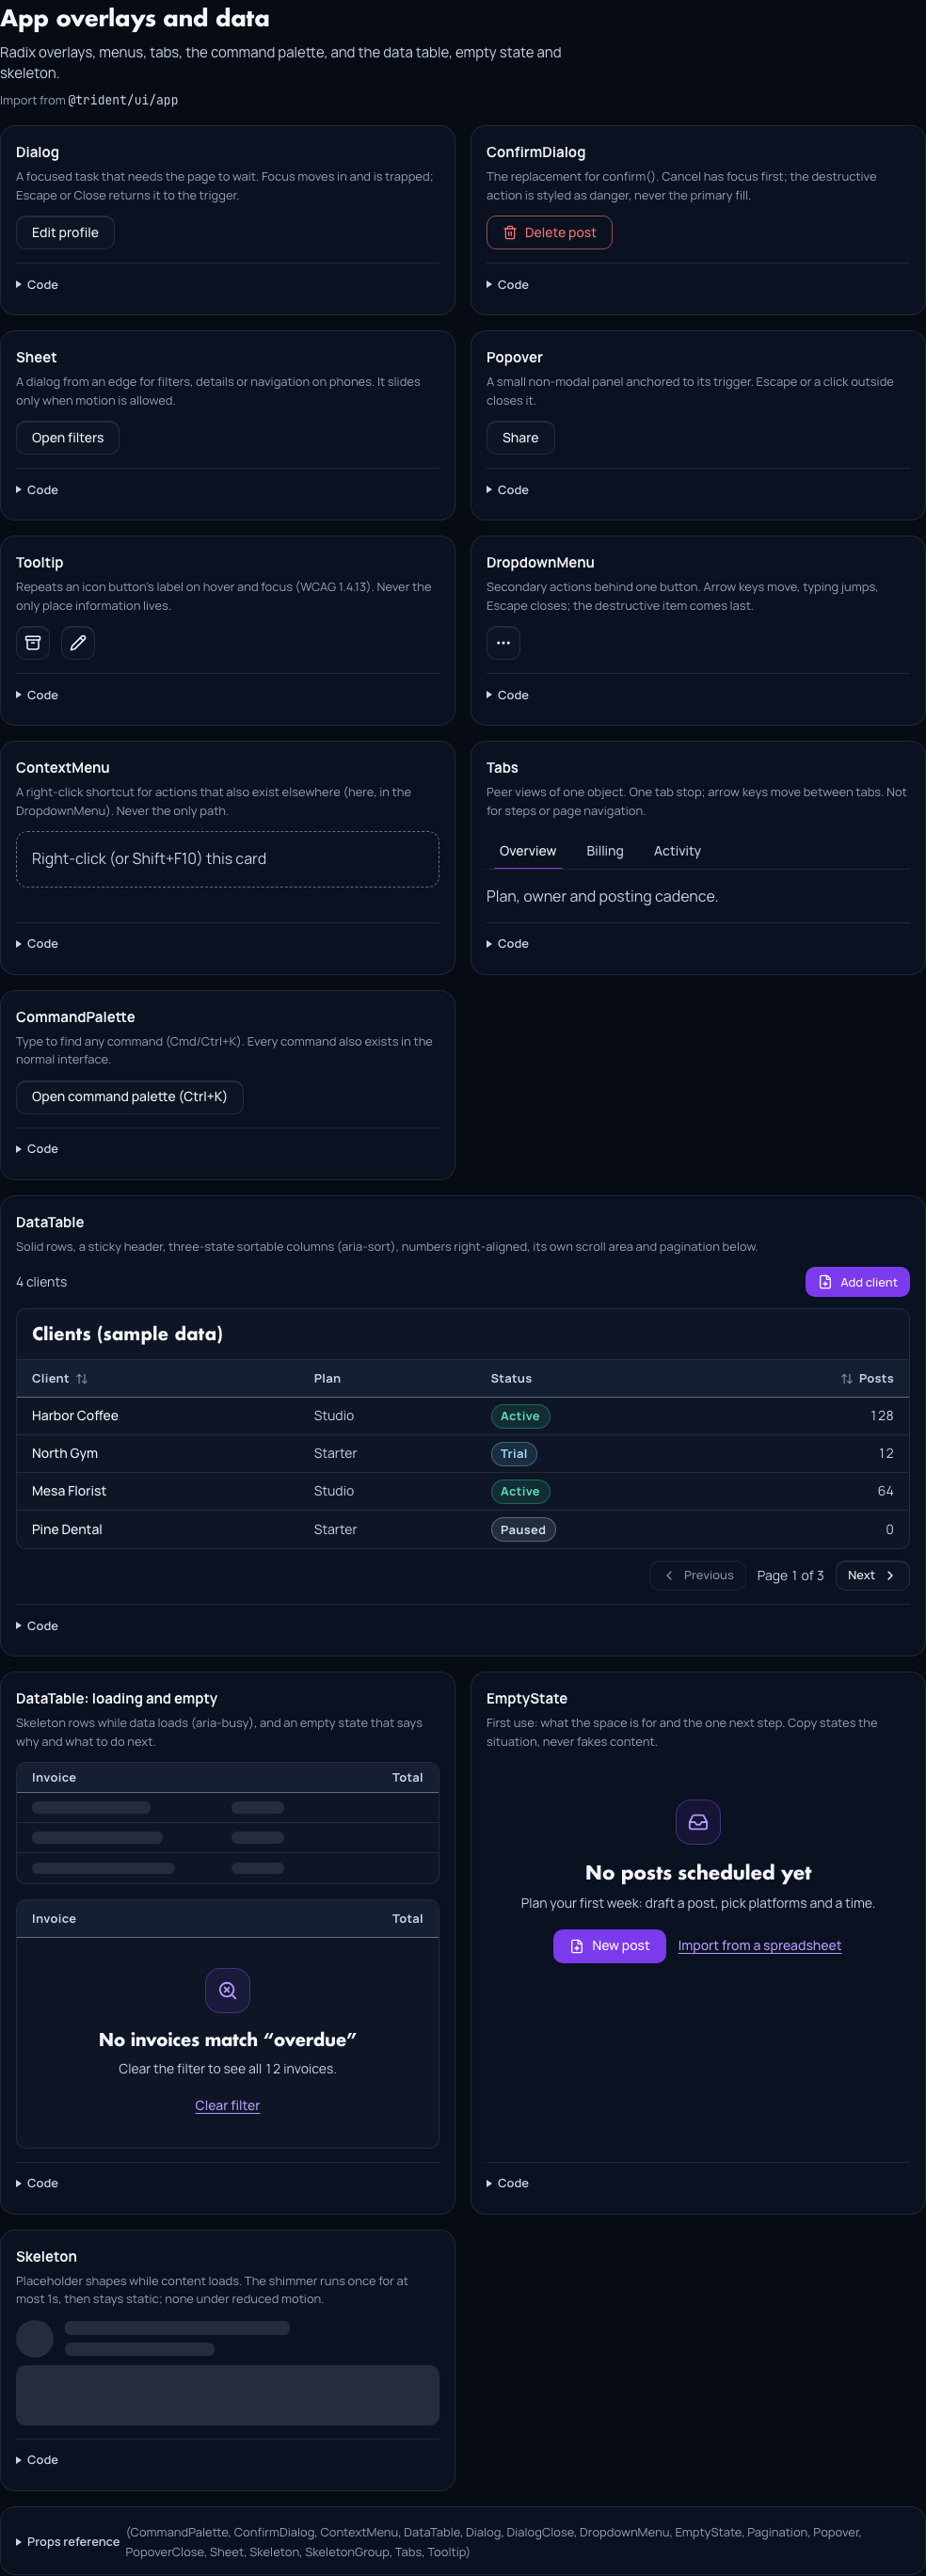 App overlays and data
Radix overlays, menus, tabs, the command palette, and the data table, empty state and
skeleton.
Import from @trident/ui/app
Dialog
A focused task that needs the page to wait. Focus moves in and is trapped;
Escape or Close returns it to the trigger.
Edit profile
Code
ConfirmDialog
The replacement for confirm(). Cancel has focus first; the destructive
action is styled as danger, never the primary fill.
Delete post
Code
Sheet
A dialog from an edge for filters, details or navigation on phones. It slides
only when motion is allowed.
Open filters
Code
Popover
A small non-modal panel anchored to its trigger. Escape or a click outside
closes it.
Share
Code
Tooltip
Repeats an icon button's label on hover and focus (WCAG 1.4.13). Never the
only place information lives.
Code
DropdownMenu
Secondary actions behind one button. Arrow keys move, typing jumps,
Escape closes; the destructive item comes last.
Code
ContextMenu
A right-click shortcut for actions that also exist elsewhere (here, in the
DropdownMenu). Never the only path.
Right-click (or Shift+F10) this card
Code
Tabs
Peer views of one object. One tab stop; arrow keys move between tabs. Not
for steps or page navigation.
Overview Billing Activity
Plan, owner and posting cadence.
Code
CommandPalette
Type to find any command (Cmd/Ctrl+K). Every command also exists in the
normal interface.
Open command palette (Ctrl+K)
Code
DataTable
Solid rows, a sticky header, three-state sortable columns (aria-sort), numbers right-aligned, its own scroll area and pagination below.
4 clients Add client
Clients (sample data)
Client Plan Status Posts
Harbor Coffee Studio Active 128
North Gym Starter Trial 12
Mesa Florist Studio Active 64
Pine Dental Starter Paused 0
Previous Page 1 of 3 Next
Code
DataTable: loading and empty
Skeleton rows while data loads (aria-busy), and an empty state that says
why and what to do next.
Invoice Total
Invoice Total
No invoices match “overdue”
Clear the filter to see all 12 invoices.
Clear filter
Code
EmptyState
First use: what the space is for and the one next step. Copy states the
situation, never fakes content.
No posts scheduled yet
Plan your first week: draft a post, pick platforms and a time.
New post Import from a spreadsheet
Code
Skeleton
Placeholder shapes while content loads. The shimmer runs once for at
most 1s, then stays static; none under reduced motion.
Code
Props reference (CommandPalette, ConfirmDialog, ContextMenu, DataTable, Dialog, DialogClose, DropdownMenu, EmptyState, Pagination, Popover,
PopoverClose, Sheet, Skeleton, SkeletonGroup, Tabs, Tooltip)